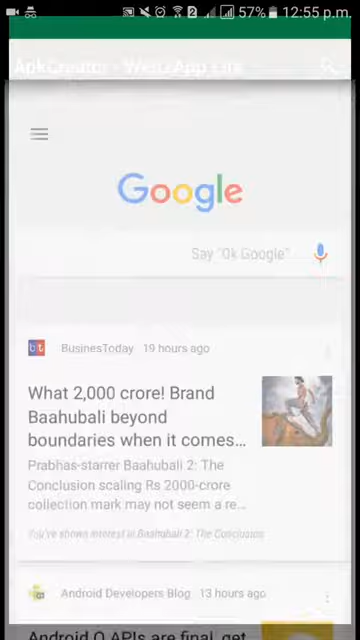 2 57% 12:55 p.m.
ApkCreator - Web2App Lite
Google
Say "Ok Google"
bt BusinesToday 19 hours ago
What 2,000 crore! Brand
Baahubali beyond
boundaries when it comes...
Prabhas-starrer Baahubali 2: The
Conclusion scaling Rs 2000-crore
collection mark may not seem a re...
You've shown interest in Baahubali 2: The Conclusion
Android Developers Blog 13 hours ago
Android O APIs are final, get